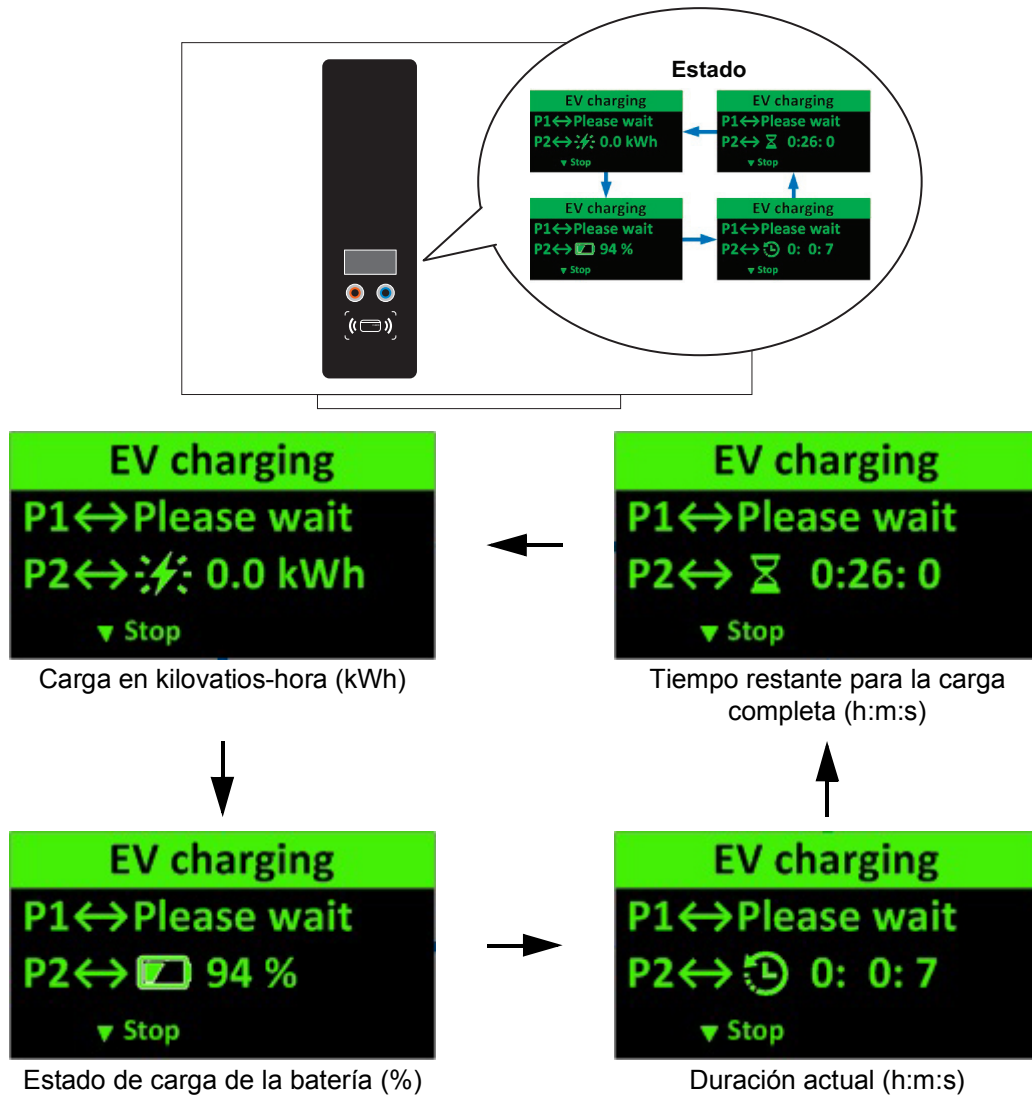 Estado
EV charging
P1↔Please wait
P2↔ 0.0 kWh
▼ Stop
EV charging
P1↔Please wait
P2↔ 0:26: 0
▼ Stop
EV charging
P1↔Please wait
P2↔ 94 %
▼ Stop
EV charging
P1↔Please wait
P2↔ 0: 0: 7
▼ Stop
EV charging
P1↔Please wait
P2↔ 0.0 kWh
▼ Stop
Carga en kilovatios-hora (kWh)
EV charging
P1↔Please wait
P2↔ 0:26: 0
▼ Stop
Tiempo restante para la carga
completa (h:m:s)
EV charging
P1↔Please wait
P2↔ 94 %
▼ Stop
Estado de carga de la batería (%)
EV charging
P1↔Please wait
P2↔ 0: 0: 7
▼ Stop
Duración actual (h:m:s)